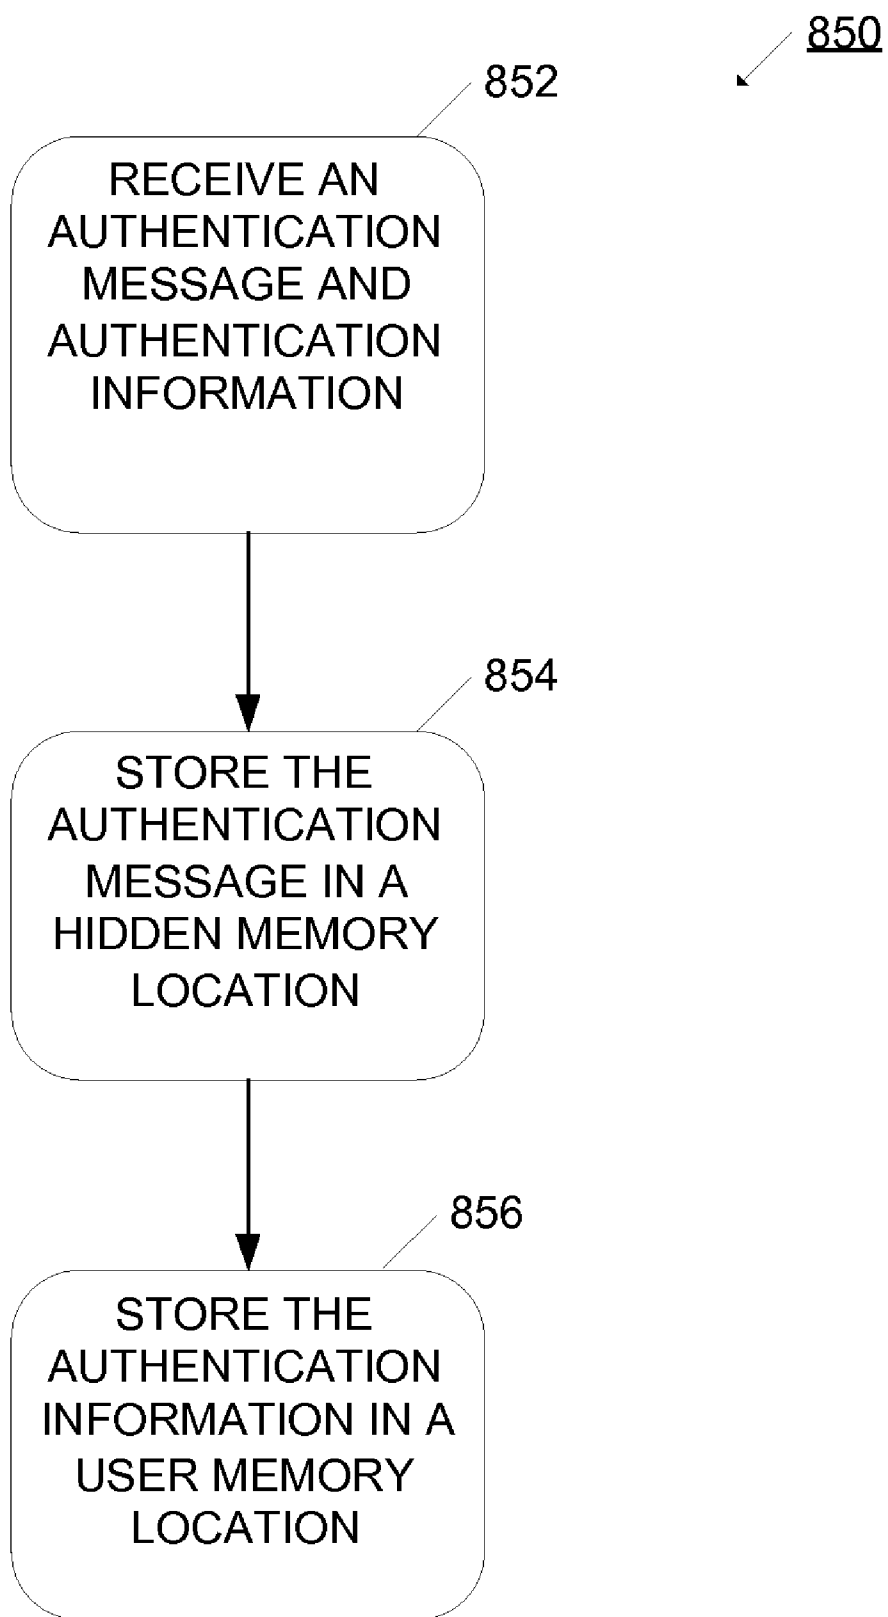 850
852
RECEIVE AN
AUTHENTICATION
MESSAGE AND
AUTHENTICATION
INFORMATION
854
STORE THE
AUTHENTICATION
MESSAGE IN A
HIDDEN MEMORY
LOCATION
856
STORE THE
AUTHENTICATION
INFORMATION IN A
USER MEMORY
LOCATION